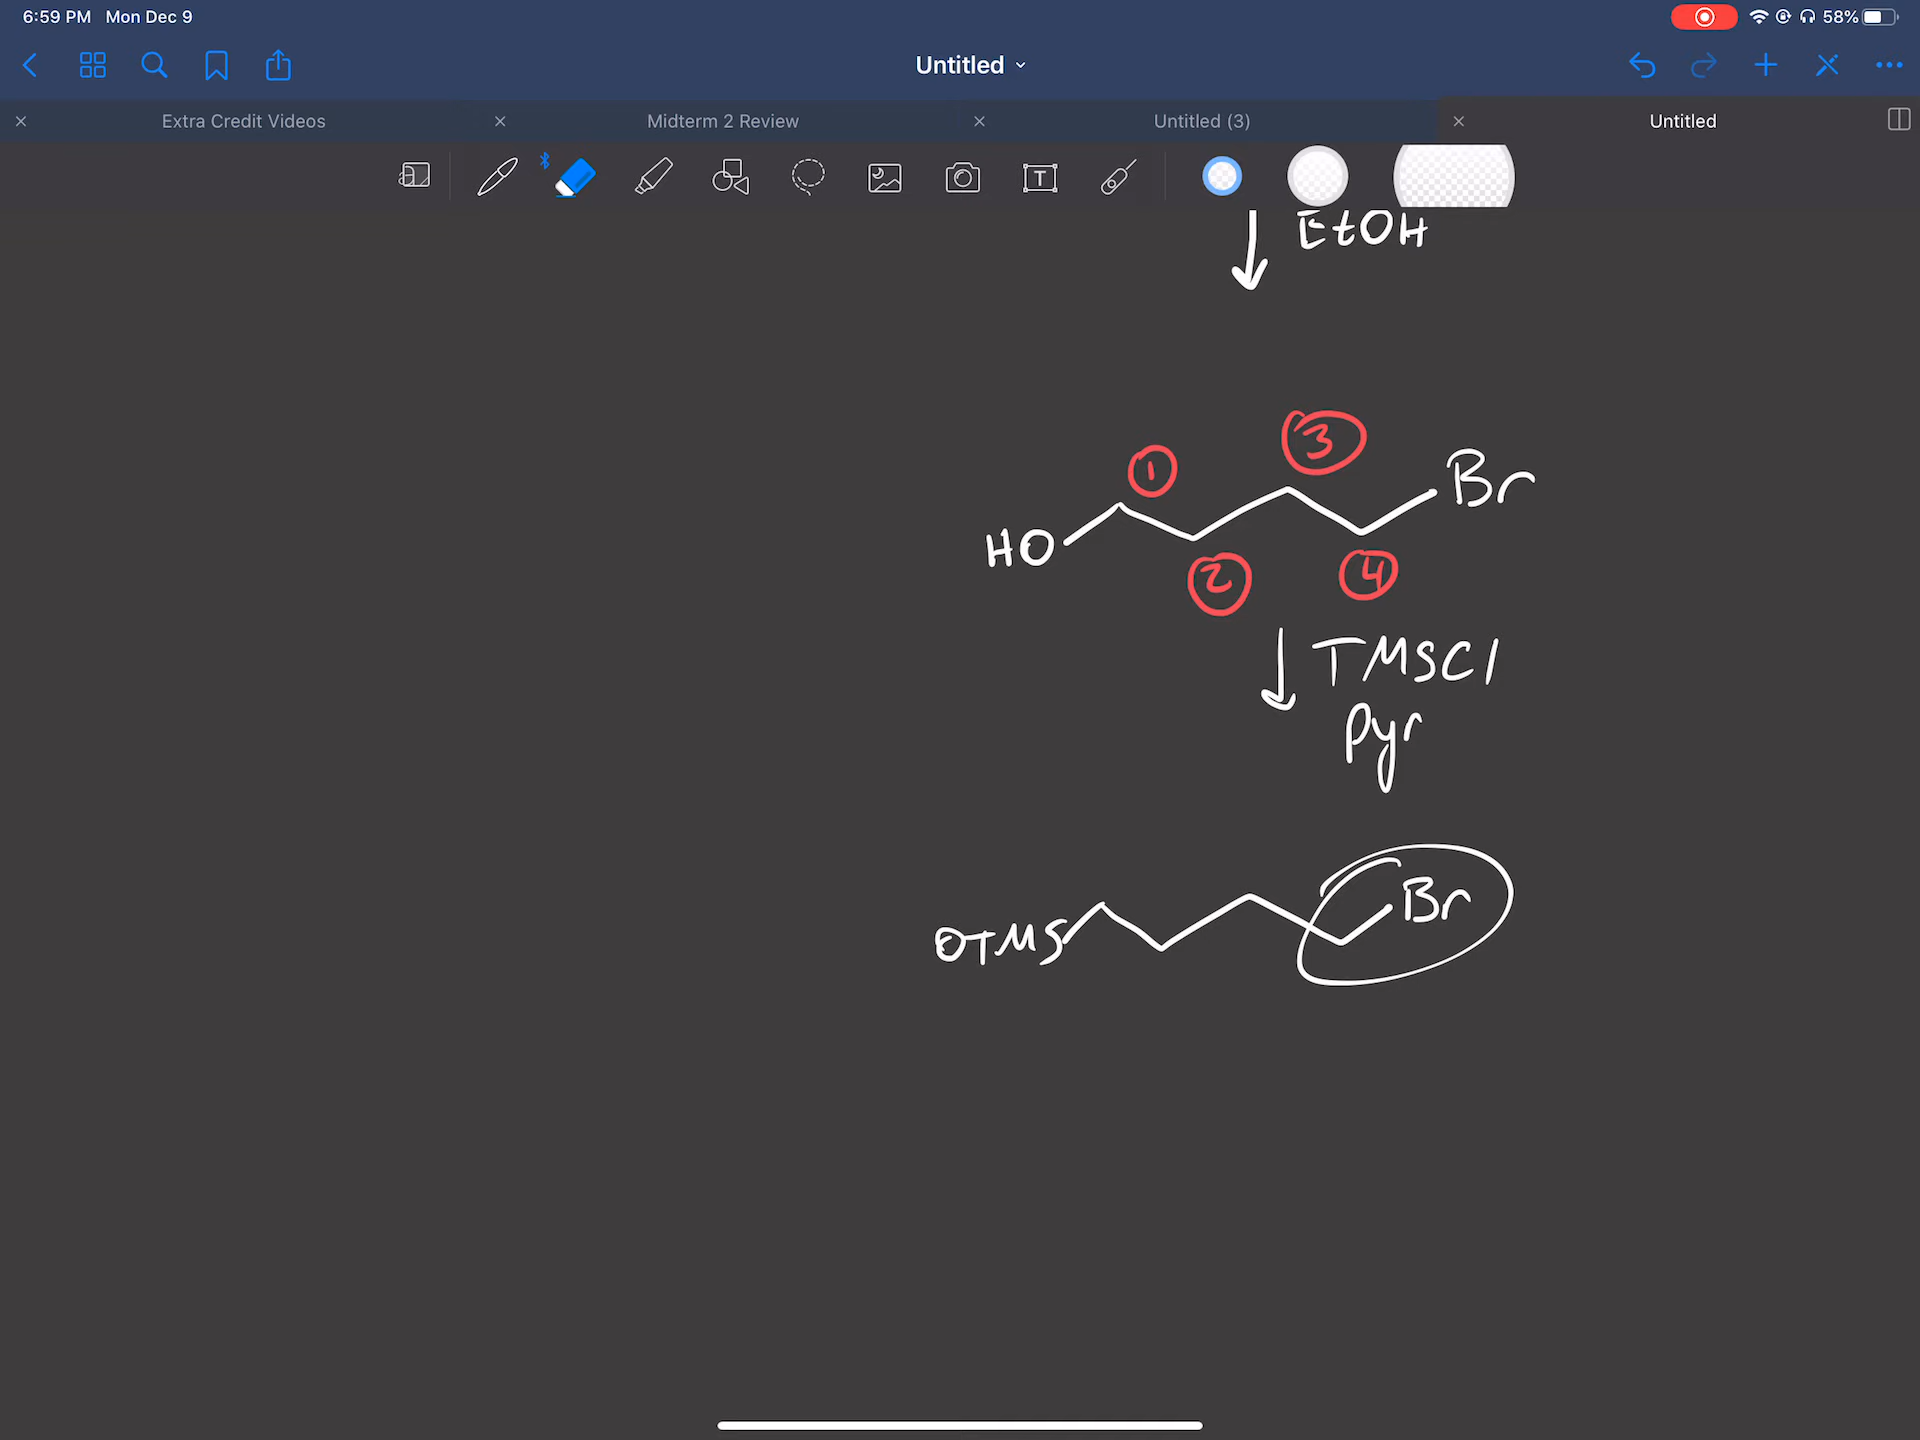 6:59 PM Mon Dec 9
58%
Untitled
Extra Credit Videos
Midterm 2 Review
Untitled (3)
Untitled
T
EtOH
3
1
Br
HO
2
4
TMSCl
Pyr
Br
OTMS